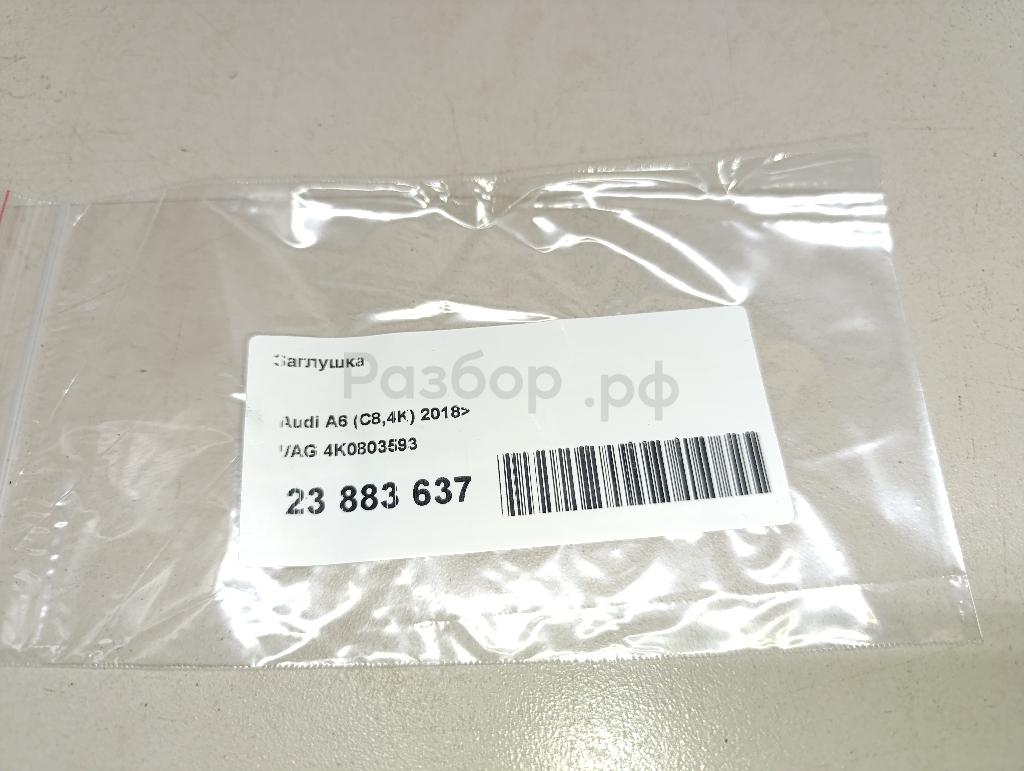 Заглушка
Разбор.рф
Audi A6 (C8,4K) 2018>
VAG 4K0803593
23 883 637